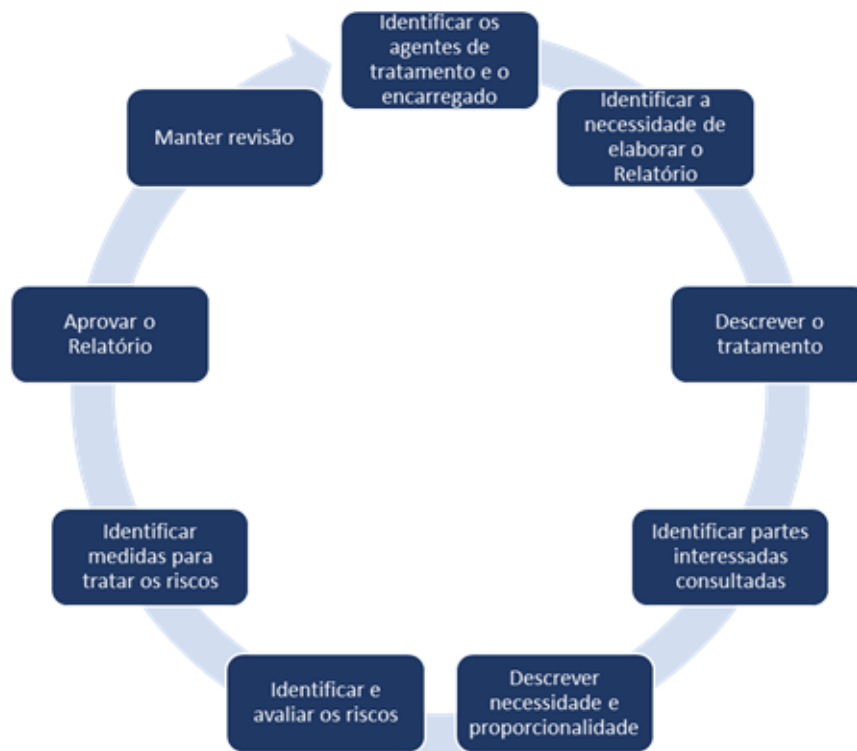 Identificar os
agentes de
tratamento e o
encarregado
Identificar a
necessidade de
elaborar o
Relatório
Descrever o
tratamento
Identificar partes
interessadas
consultadas
Descrever
necessidade e
proporcionalidade
Identificar e
avaliar os riscos
Identificar
medidas para
tratar os riscos
Aprovar o
Relatório
Manter revisão